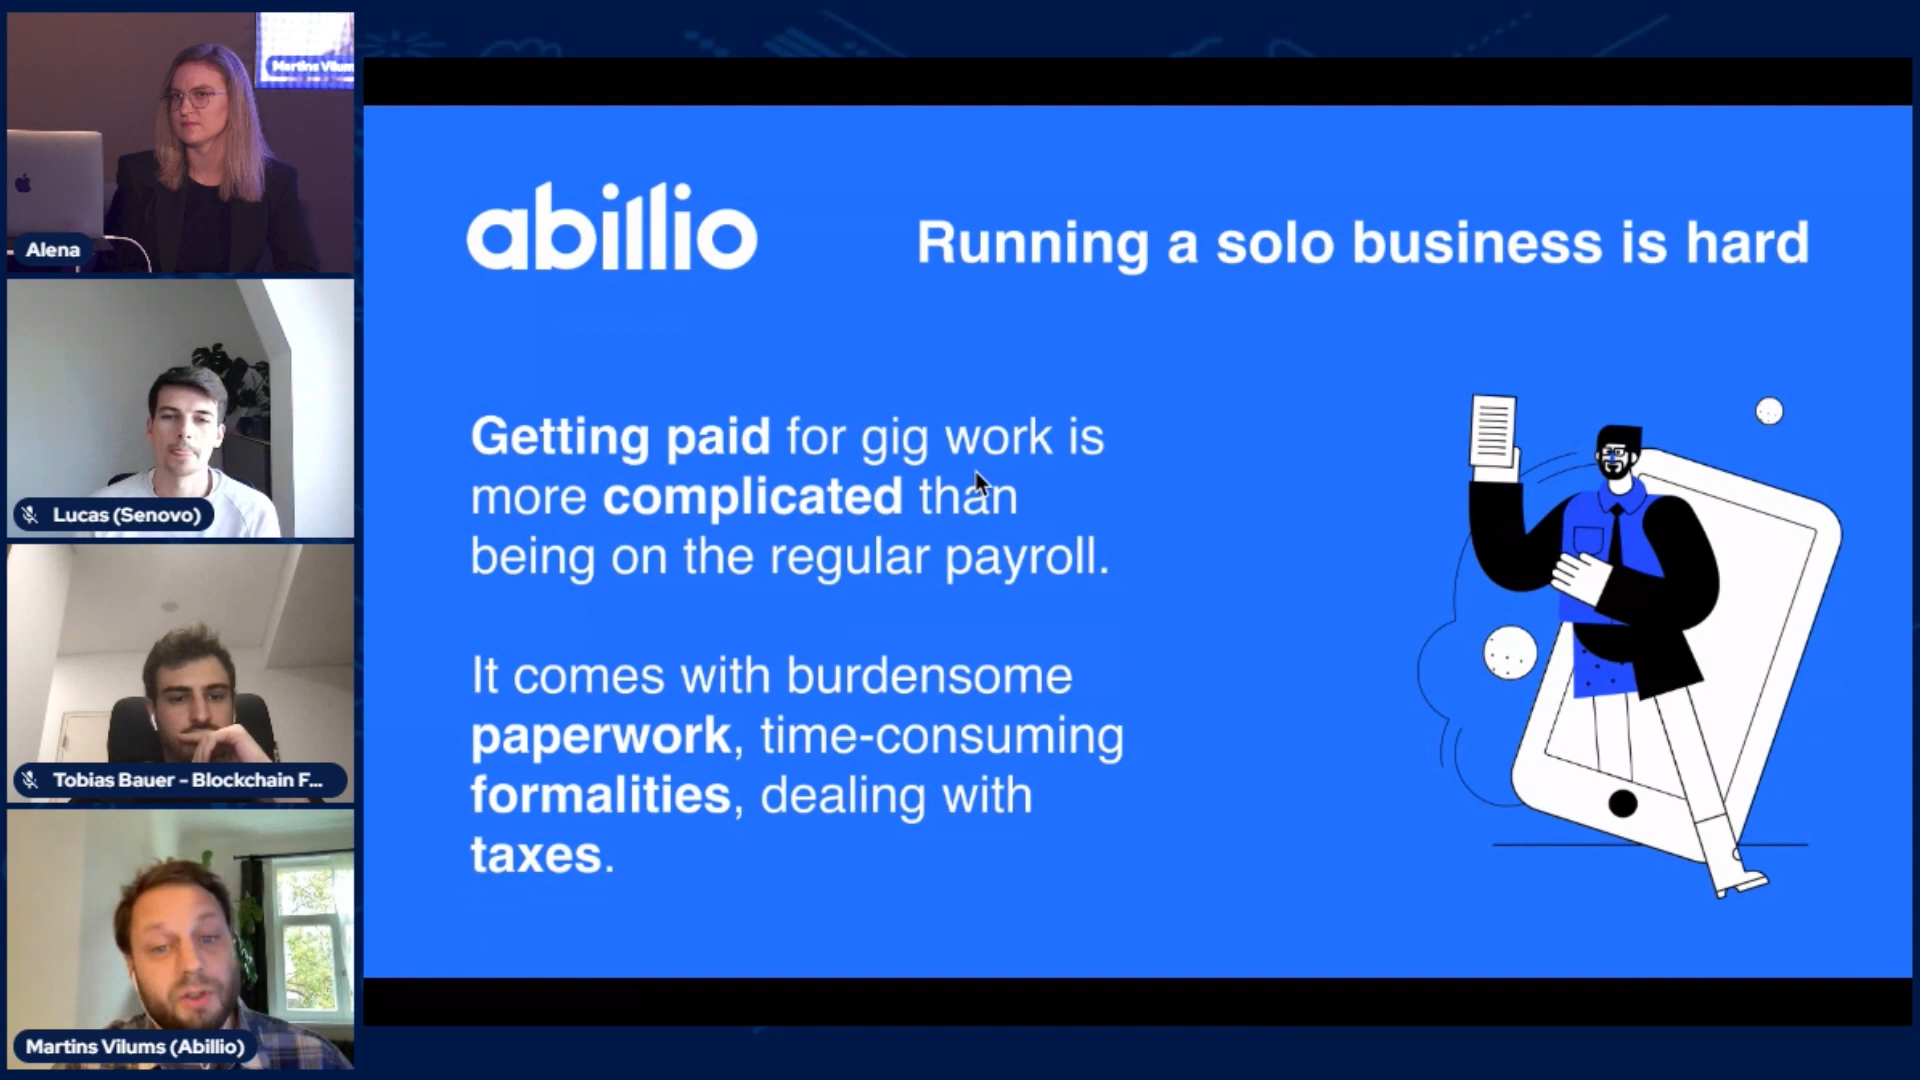 Martins Vilum
Alena
Lucas (Senovo)
Tobias Bauer - Blockchain F...
Martins Vilums (Abillio)
abillio
Running a solo business is hard
Getting paid for gig work is
more complicated than
being on the regular payroll.
It comes with burdensome
paperwork, time-consuming
formalities, dealing with
taxes.